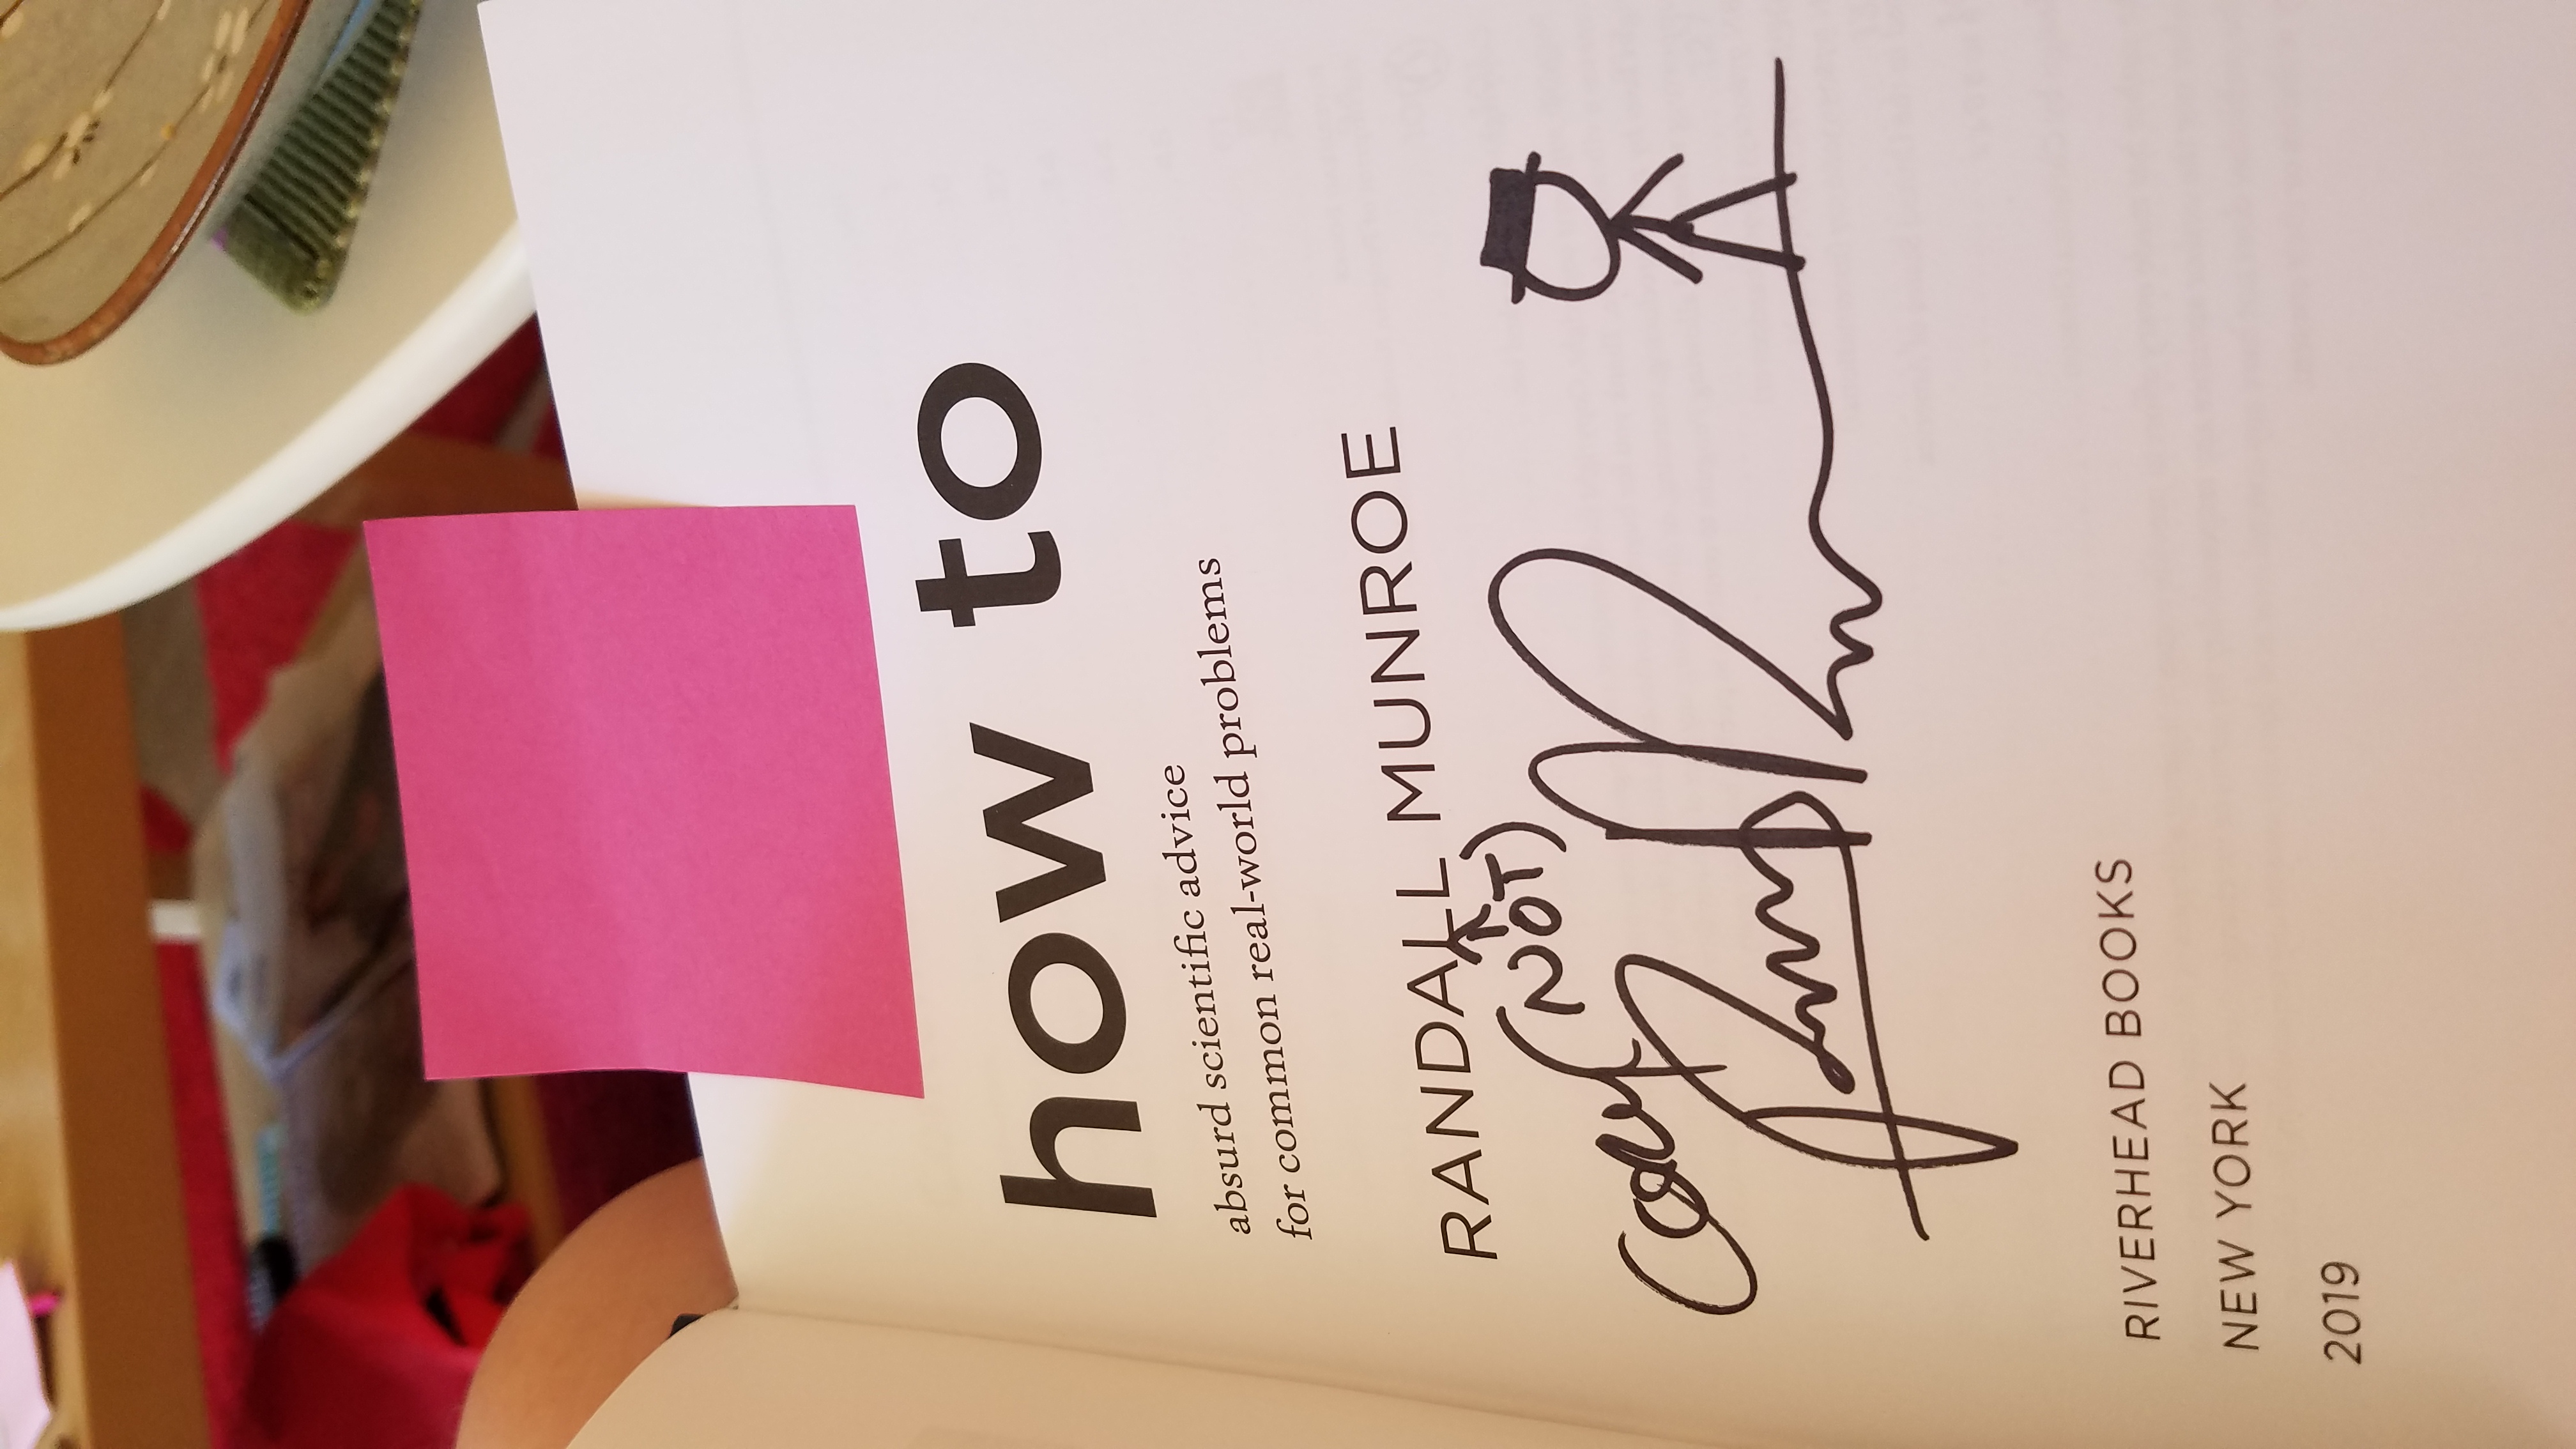 how to
absurd scientific advice
for common real-world problems
RANDALL MUNROE
(NOT)
Cory
RIVERHEAD BOOKS
NEW YORK
2019